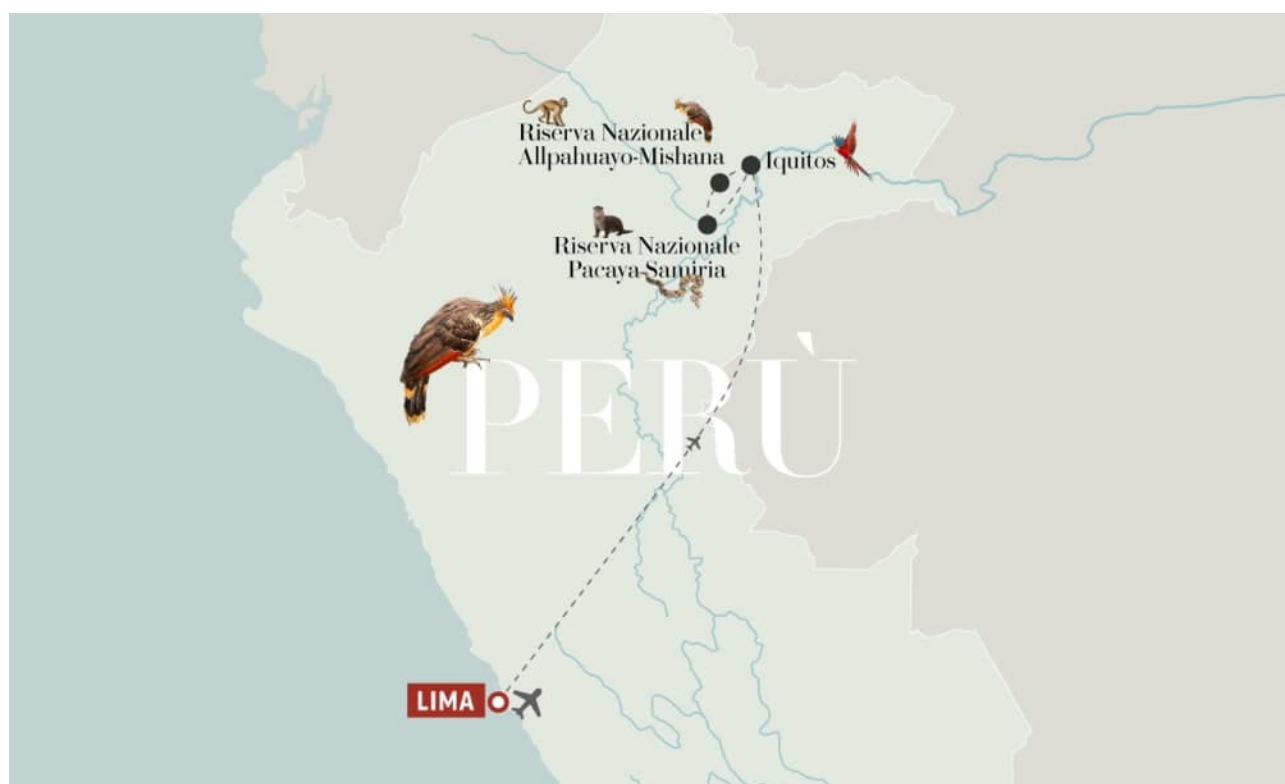 Riserva Nazionale
Allpahuayo-Mishana
Iquitos
Riserva Nazionale
Pacaya-Samiria
PERÙ
LIMA